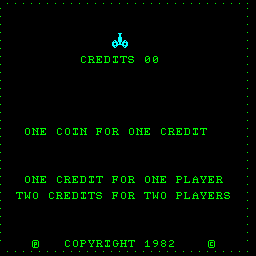 CREDITS 00
ONE COIN FOR ONE CREDIT
ONE CREDIT FOR ONE PLAYER
TWO CREDITS FOR TWO PLAYERS
® COPYRIGHT 1982 ©